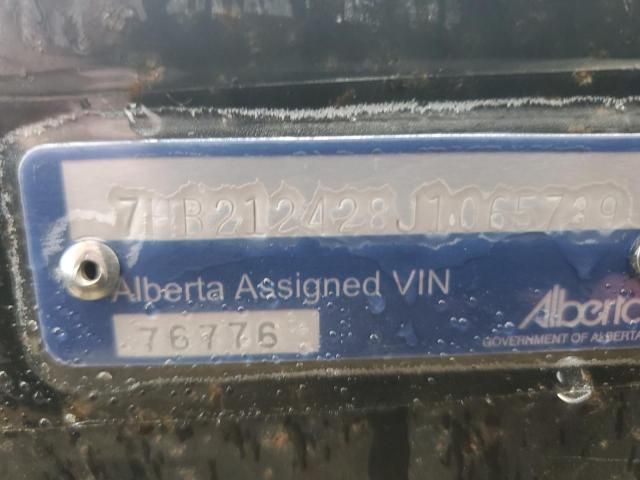 7HB212428J1065739
Alberta Assigned VIN
76776
Alberta
GOVERNMENT OF ALBERTA